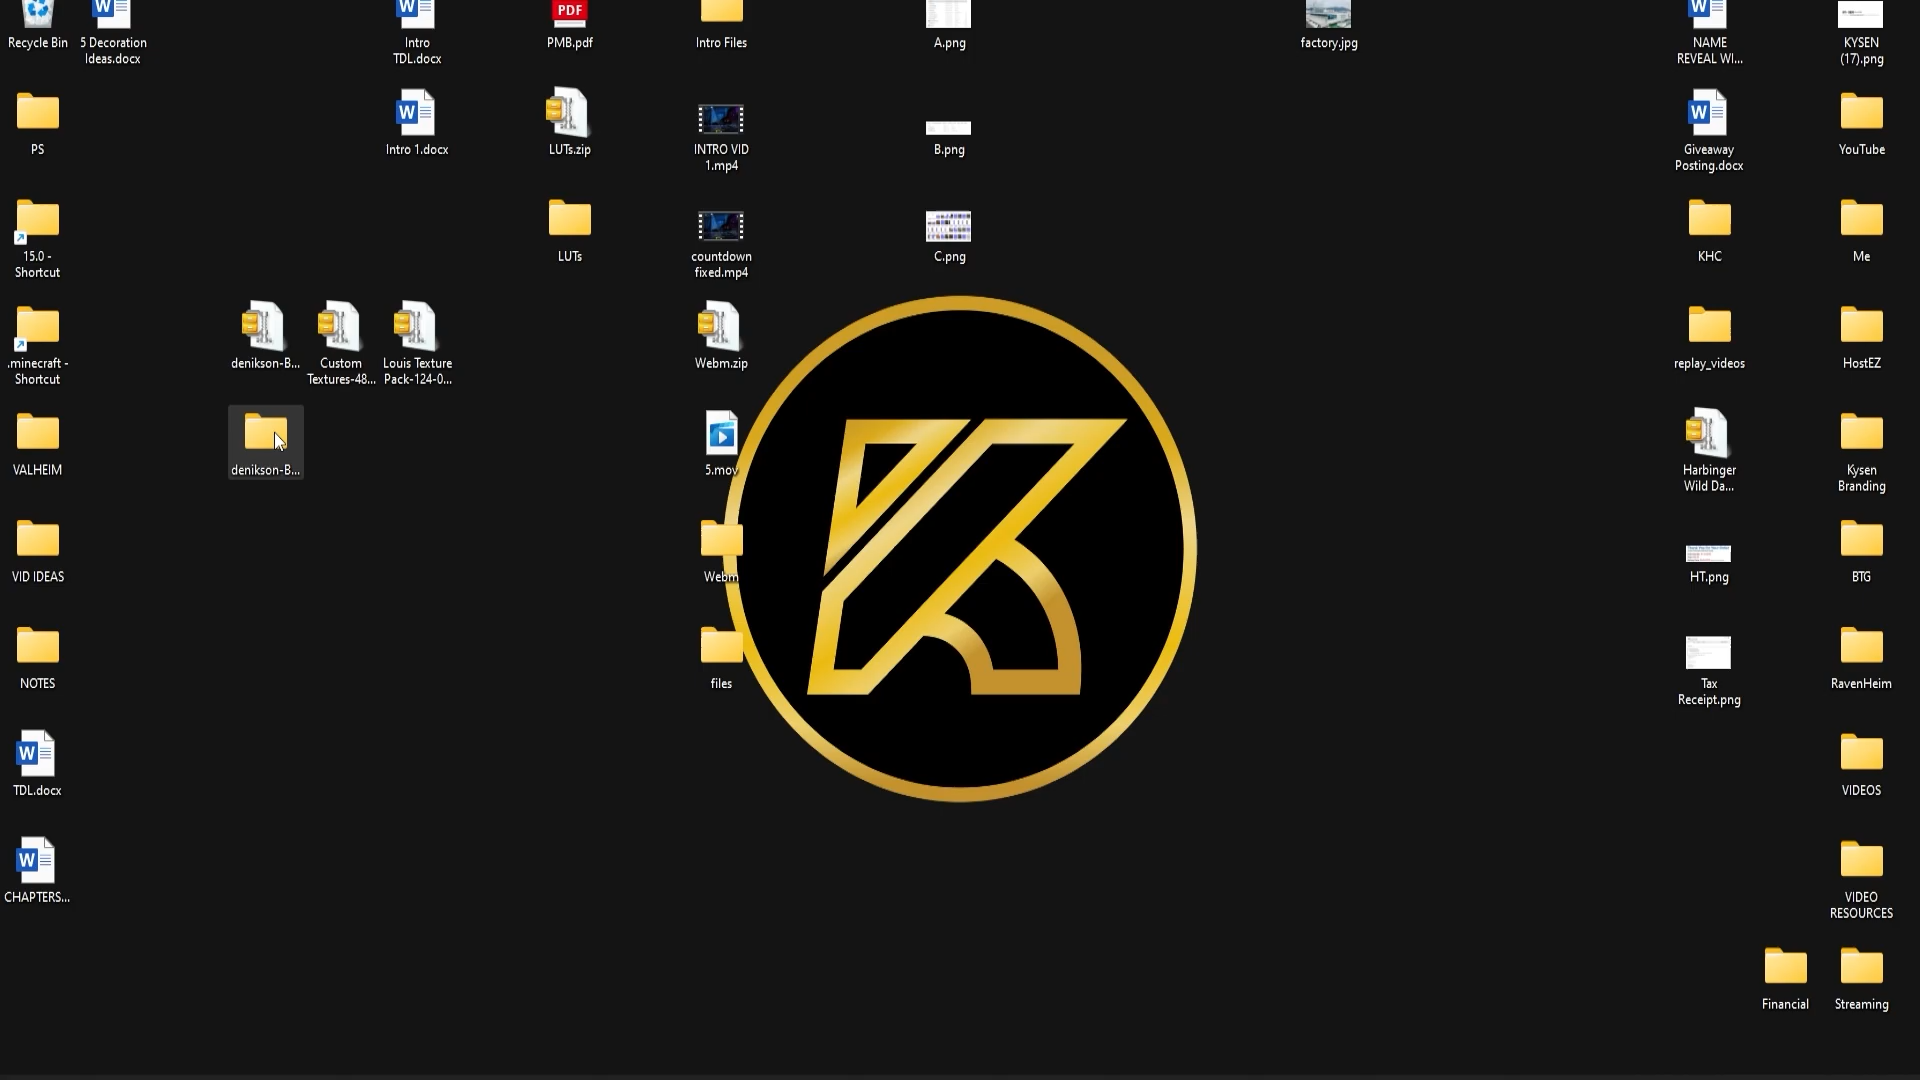 Recycle Bin
5 Decoration
Ideas.docx
Intro
TDL.docx
PDF
PMB.pdf
Intro Files
A.png
factory.jpg
NAME
REVEAL WI...
KYSEN
(17).png
PS
Intro 1.docx
LUTs.zip
INTRO VID
1.mp4
B.png
Giveaway
Posting.docx
YouTube
15.0 -
Shortcut
LUTs
countdown
fixed.mp4
C.png
KHC
Me
.minecraft -
Shortcut
denikson-B...
Custom
Textures-48...
Louis Texture
Pack-124-0...
Webm.zip
replay_videos
HostEZ
VALHEIM
denikson-B...
5.mov
Harbinger
Wild Da...
Kysen
Branding
VID IDEAS
Webm
HT.png
BTG
NOTES
files
Tax
Receipt.png
RavenHeim
TDL.docx
VIDEOS
CHAPTERS...
VIDEO
RESOURCES
Financial
Streaming